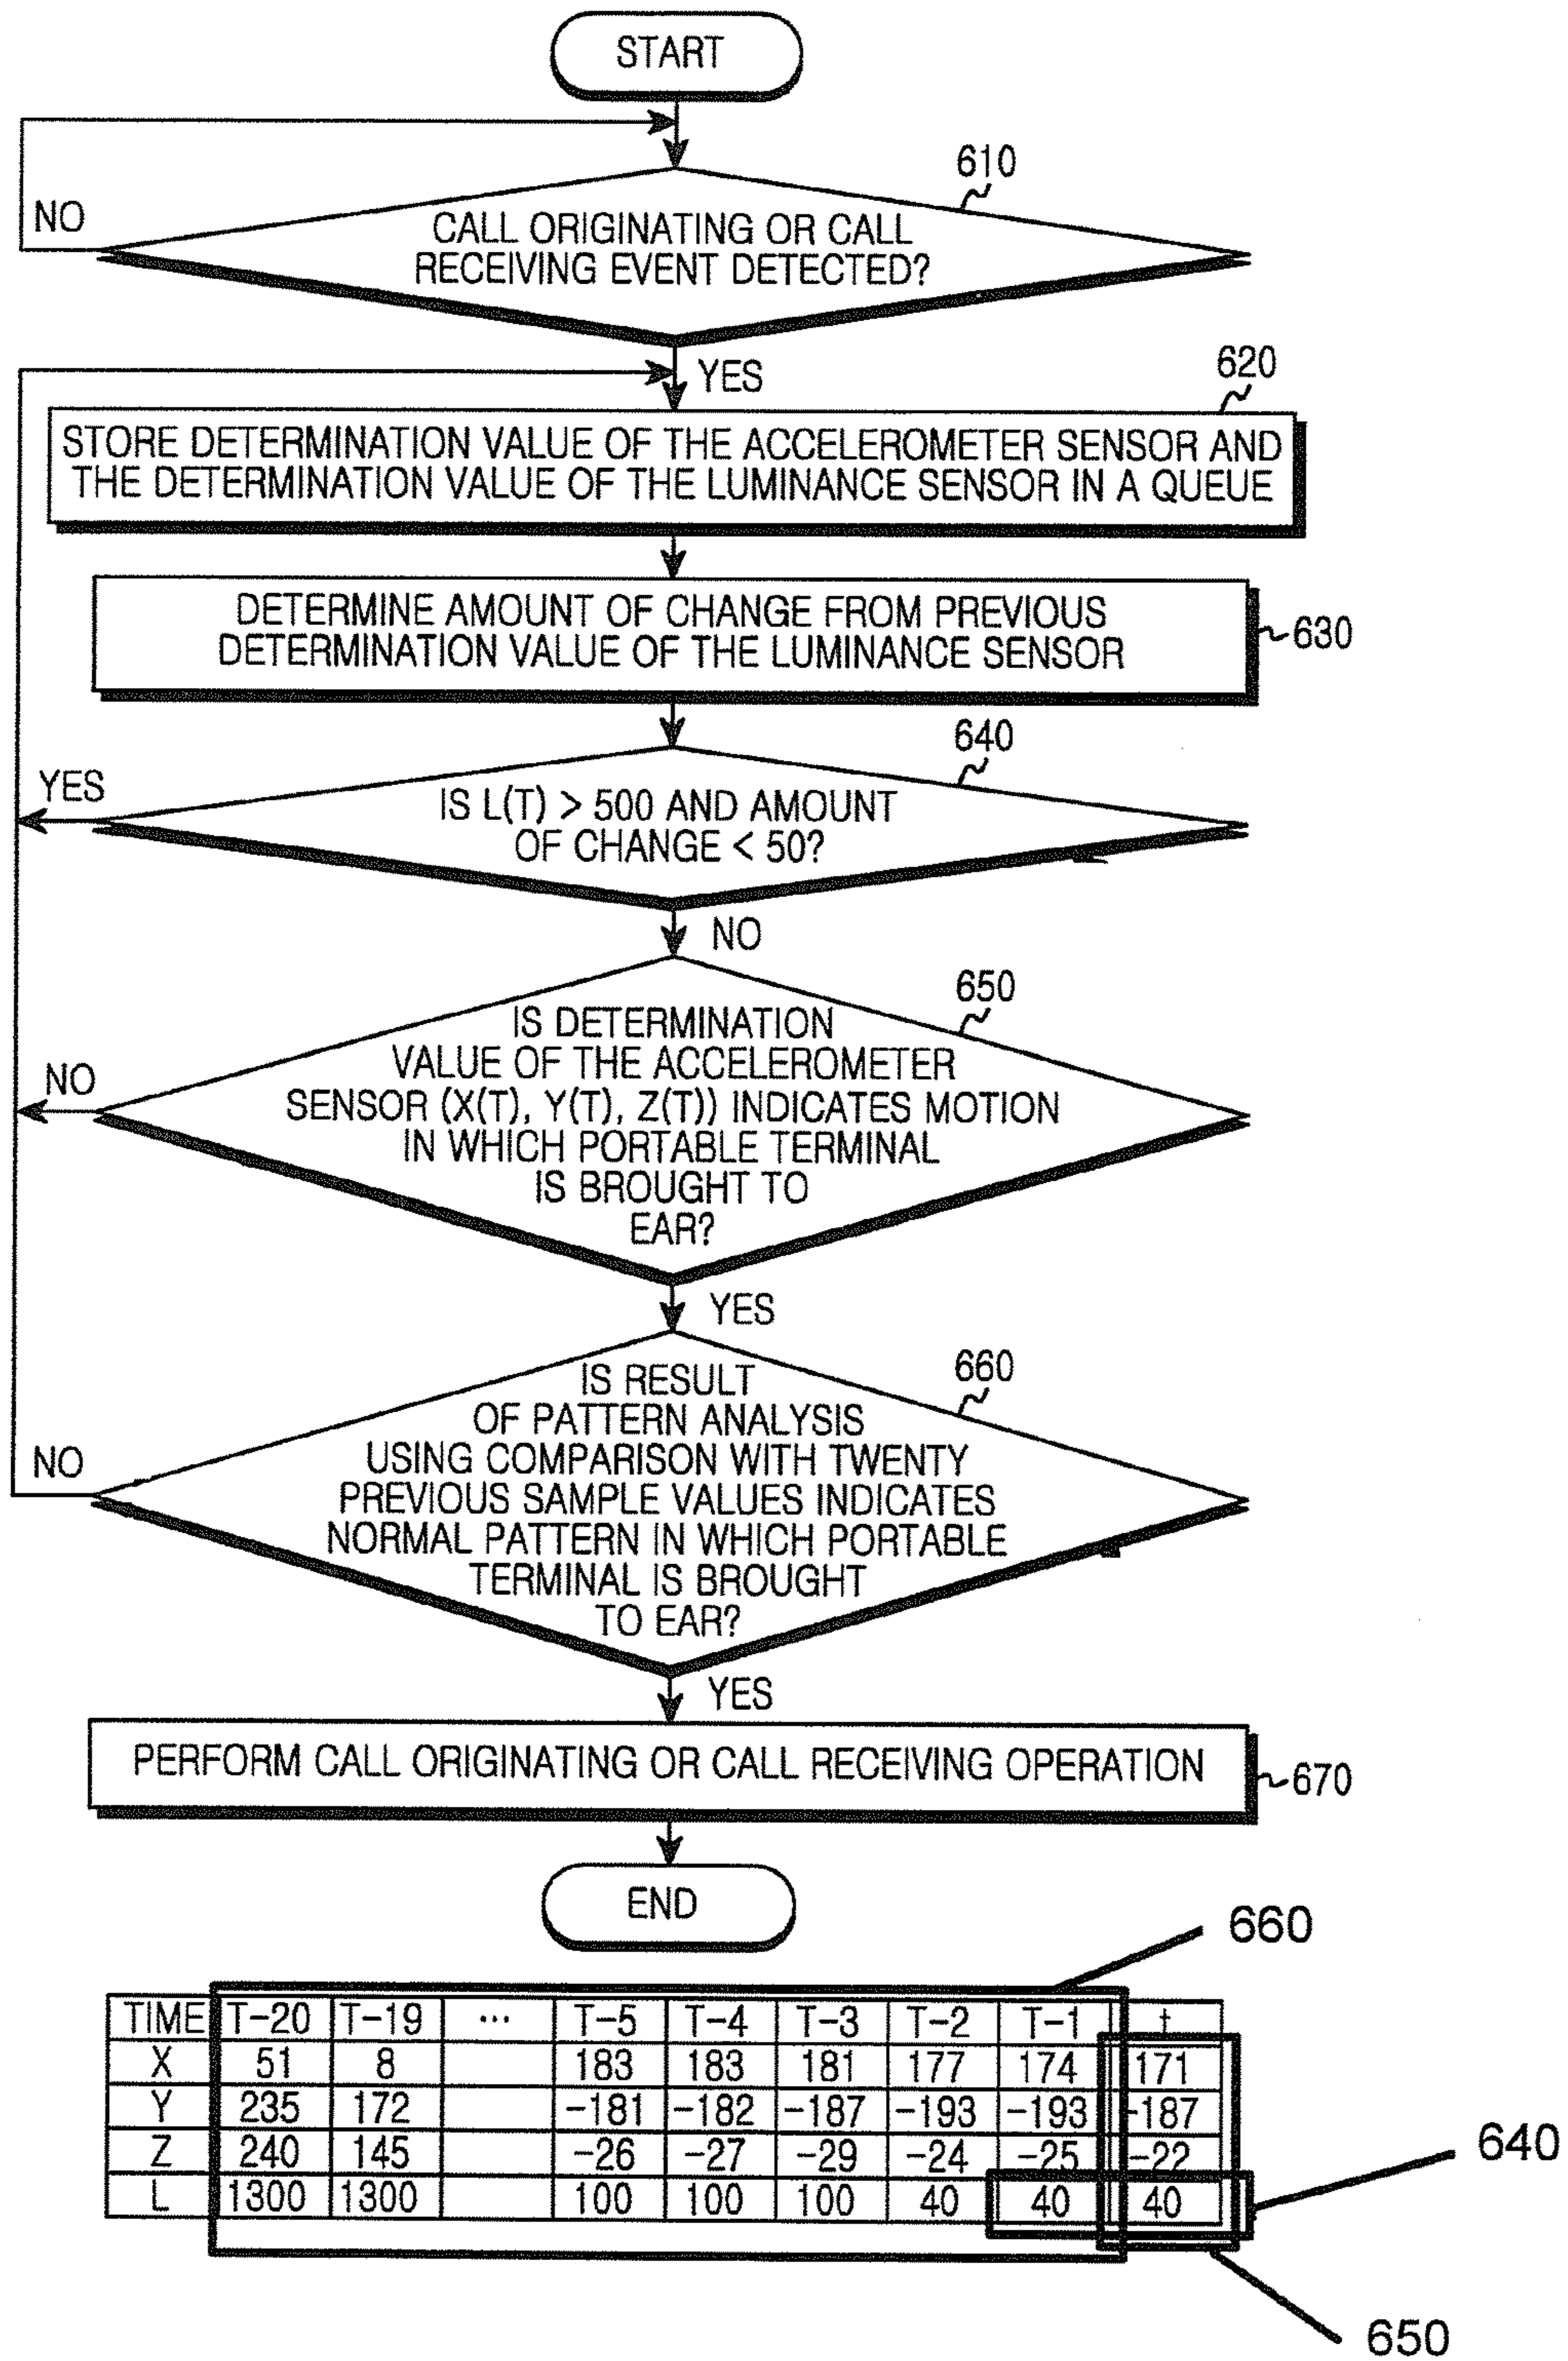 START
610
NO
CALL ORIGINATING OR CALL
RECEIVING EVENT DETECTED?
YES
620
STORE DETERMINATION VALUE OF THE ACCELEROMETER SENSOR AND
THE DETERMINATION VALUE OF THE LUMINANCE SENSOR IN A QUEUE
DETERMINE AMOUNT OF CHANGE FROM PREVIOUS
DETERMINATION VALUE OF THE LUMINANCE SENSOR
630
640
YES
IS L(T) > 500 AND AMOUNT
OF CHANGE < 50?
NO
650
IS DETERMINATION
VALUE OF THE ACCELEROMETER
NO
SENSOR (X(T), Y(T), Z(T)) INDICATES MOTION
IN WHICH PORTABLE TERMINAL
IS BROUGHT TO
EAR?
YES
660
IS RESULT
OF PATTERN ANALYSIS
NO
USING COMPARISON WITH TWENTY
PREVIOUS SAMPLE VALUES INDICATES
NORMAL PATTERN IN WHICH PORTABLE
TERMINAL IS BROUGHT
TO EAR?
YES
PERFORM CALL ORIGINATING OR CALL RECEIVING OPERATION
670
END
660
TIME T-20 T-19 ... T-5 T-4 T-3 T-2 T-1 t
X 51 8 183 183 181 177 174 171
Y 235 172 -181 -182 -187 -193 -193 -187
Z 240 145 -26 -27 -29 -24 -25 -22
L 1300 1300 100 100 100 40 40 40
640
650